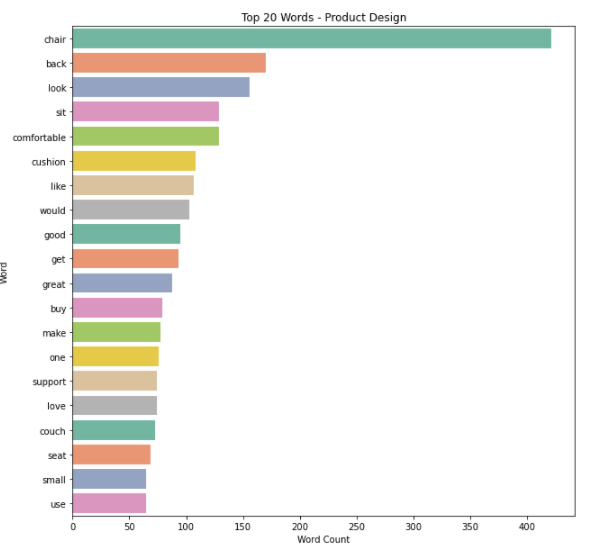 Top 20 Words - Product Design
chair
back
look
sit
comfortable
cushion
like
would
good
get
great
buy
make
one
support
love
couch
seat
small
use
Word
0 50 100 150 200 250 300 350 400
Word Count